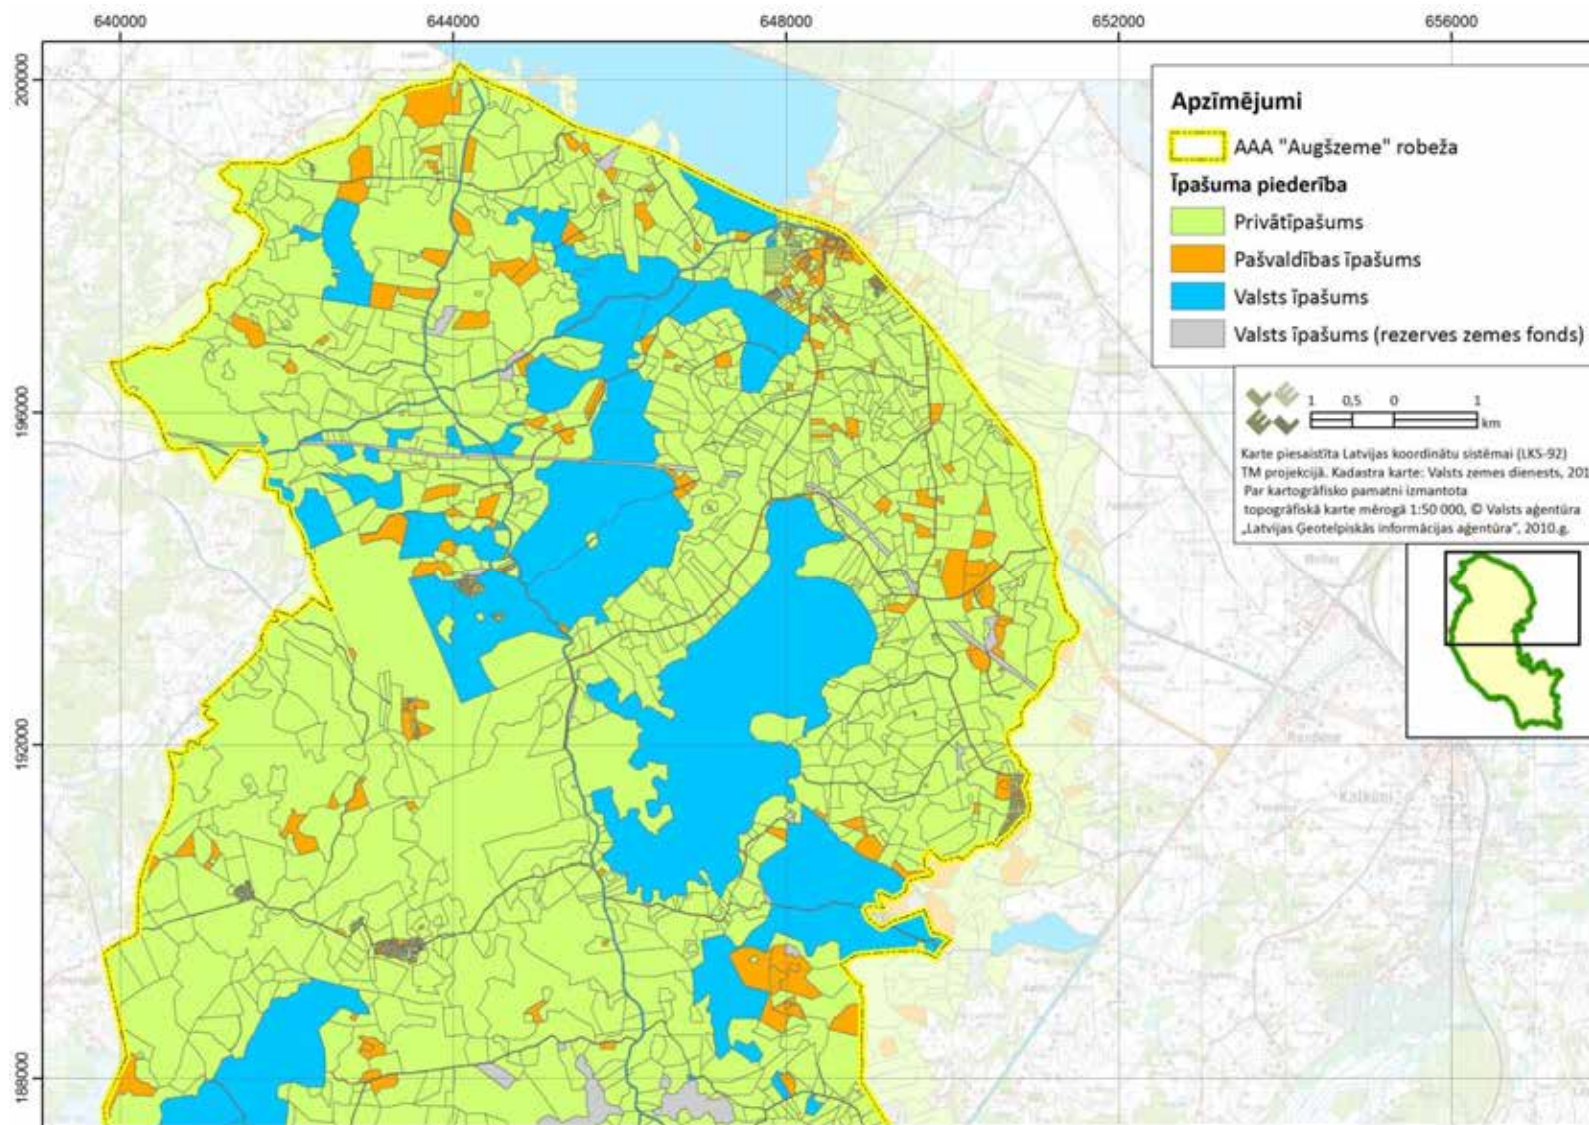 640000 644000 648000 652000 656000
200000
196000
192000
188000
Apzīmējumi
AAA "Augšzeme" robeža
Īpašuma piederība
Privātīpašums
Pašvaldības īpašums
Valsts īpašums
Valsts īpašums (rezerves zemes fonds)
1 0,5 0 1
km
Karte piesaistīta Latvijas koordinātu sistēmai (LKS-92)
TM projekcijā. Kadastra karte: Valsts zemes dienests, 201
Par kartogrāfisko pamatni izmantota
topogrāfiskā karte mērogā 1:50 000, © Valsts aģentūra
„Latvijas Ģeotelpiskās informācijas aģentūra", 2010.g.
Kalkūni